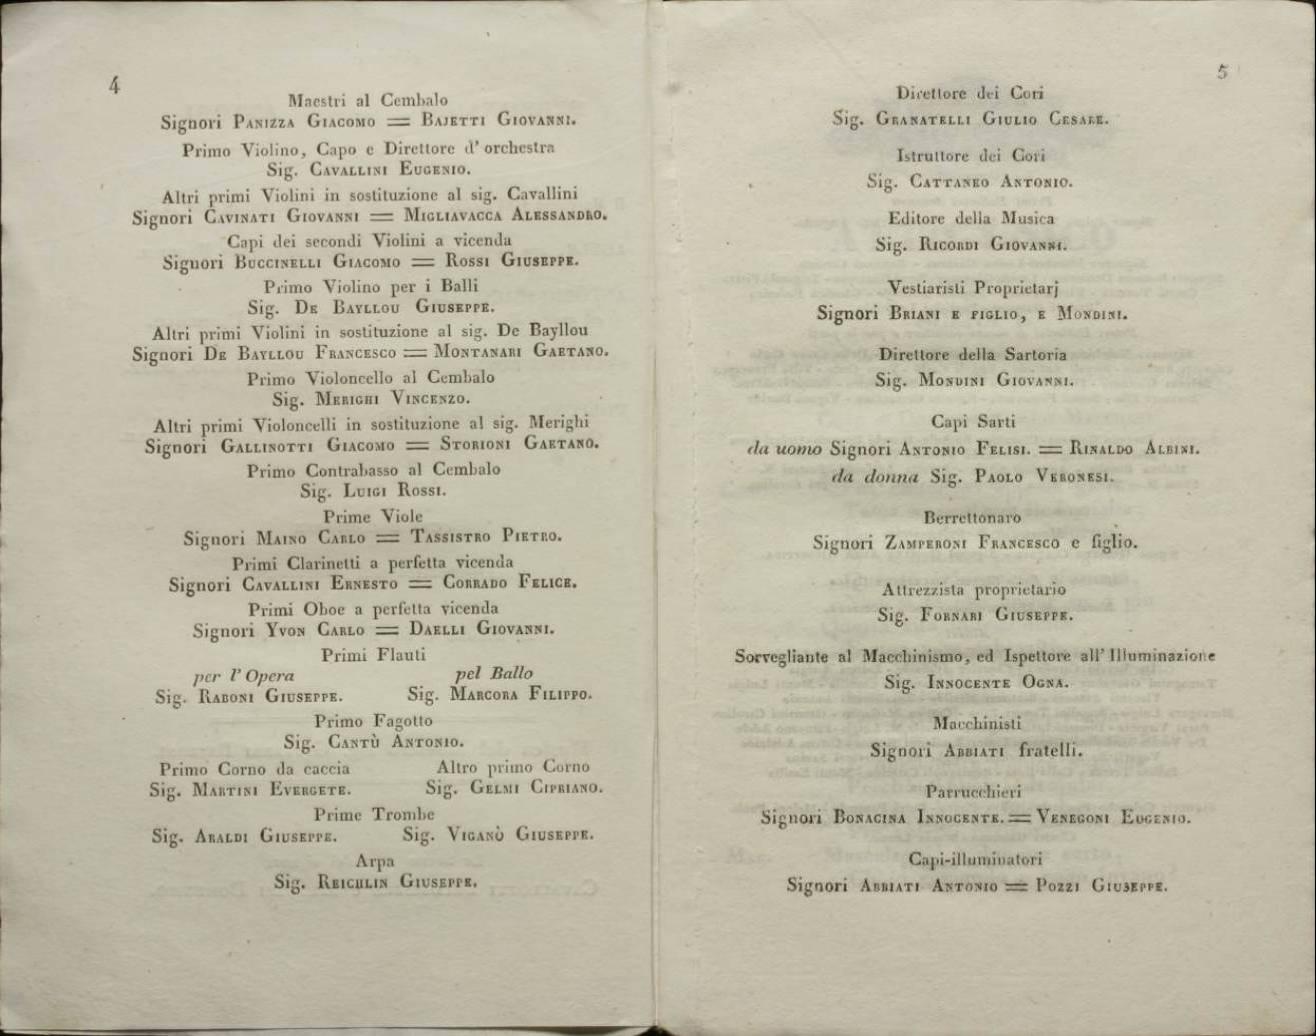 4
Maestri al Cembalo
Signori PANIZZA GIACOMO = BAJETTI GIOVANNI.
Primo Violino, Capo e Direttore d' orchestra
Sig. CAVALLINI EUGENIO.
Altri primi Violini in sostituzione al sig. Cavallini
Signori CAVINATI GIOVANNI = MIGLIAVACCA ALESSANDRO.
Capi dei secondi Violini a vicenda
Signori BUCCINELLI GIACOMO = ROSSI GIUSEPPE.
Primo Violino per i Balli
Sig. DE BAYLLOU GIUSEPPE.
Altri primi Violini in sostituzione al sig. De Bayllou
Signori DE BAYLLOU FRANCESCO = MONTANARI GAETANO.
Primo Violoncello al Cembalo
Sig. MERIGHI VINCENZO.
Altri primi Violoncelli in sostituzione al sig. Merighi
Signori GALLINOTTI GIACOMO = STORIONI GAETANO.
Primo Contrabasso al Cembalo
Sig. LUIGI ROSSI.
Prime Viole
Signori MAINO CARLO = TASSISTRO PIETRO.
Primi Clarinetti a perfetta vicenda
Signori CAVALLINI ERNESTO = CORRADO FELICE.
Primi Oboe a perfetta vicenda
Signori YVON CARLO = DAELLI GIOVANNI.
Primi Flauti
per l' Opera pel Ballo
Sig. RABONI GIUSEPPE. Sig. MARCORA FILIPPO.
Primo Fagotto
Sig. CANTÙ ANTONIO.
Primo Corno da caccia Altro primo Corno
Sig. MARTINI EVERGETE. Sig. GELMI CIPRIANO.
Prime Trombe
Sig. ARALDI GIUSEPPE. Sig. VIGANÒ GIUSEPPE.
Arpa
Sig. REICHLIN GIUSEPPE.
5
Direttore dei Cori
Sig. GRANATELLI GIULIO CESARE.
Istruttore dei Cori
Sig. CATTANEO ANTONIO.
Editore della Musica
Sig. RICORDI GIOVANNI.
Vestiaristi Proprietarj
Signori BRIANI E FIGLIO, E MONDINI.
Direttore della Sartoria
Sig. MONDINI GIOVANNI.
Capi Sarti
da uomo Signori ANTONIO FELISI. = RINALDO ALBINI.
da donna Sig. PAOLO VERONESI.
Berrettonaro
Signori ZAMPERONI FRANCESCO e figlio.
Attrezzista proprietario
Sig. FORNARI GIUSEPPE.
Sorvegliante al Macchinismo, ed Ispettore all' Illuminazione
Sig. INNOCENTE OGNA.
Macchinisti
Signori ABBIATI fratelli.
Parrucchieri
Signori BONACINA INNOCENTE. = VENEGONI EUGENIO.
Capi-illuminatori
Signori ABBIATI ANTONIO = POZZI GIUSEPPE.